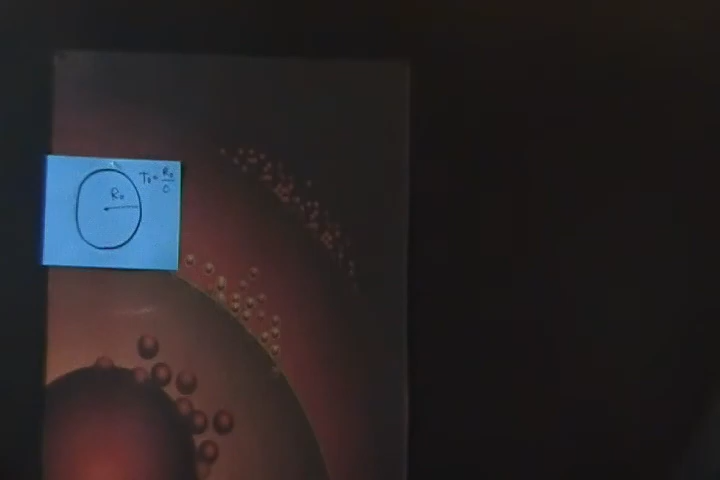 T₀ = R₀/C
R₀